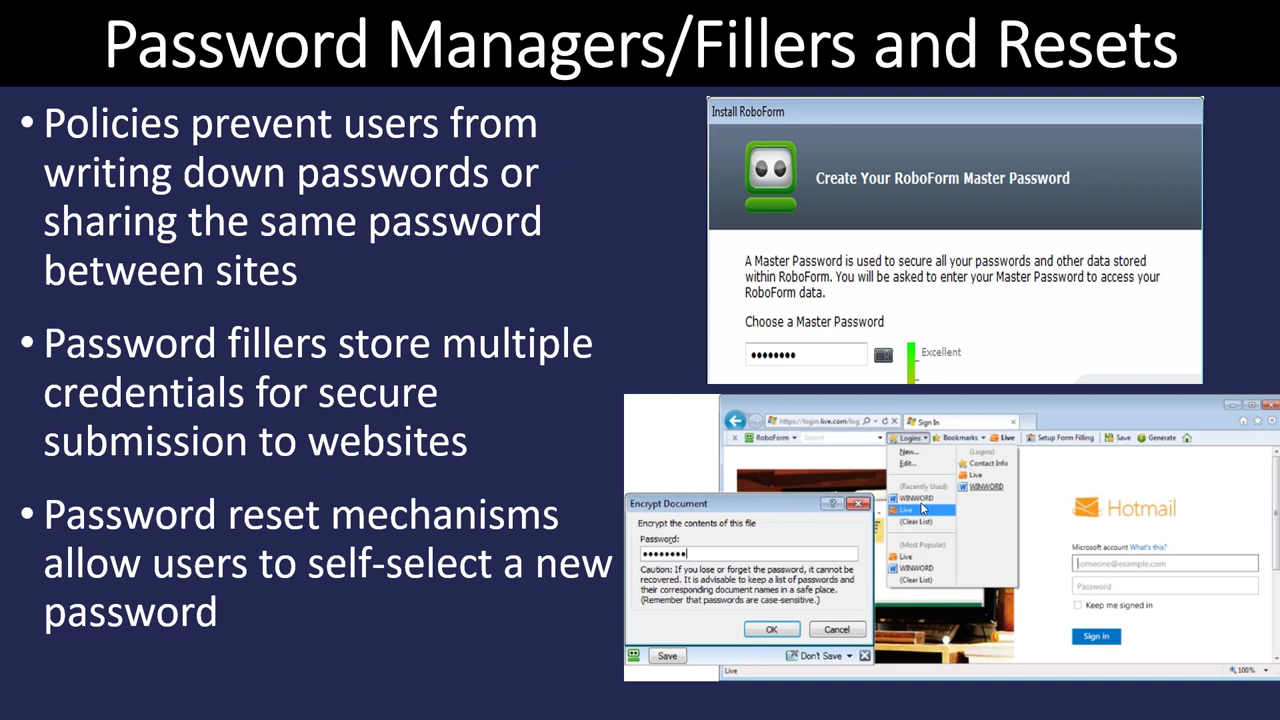 Password Managers/Fillers and Resets
• Policies prevent users from
writing down passwords or
sharing the same password
between sites
• Password fillers store multiple
credentials for secure
submission to websites
• Password reset mechanisms
allow users to self-select a new
password
Install RoboForm
Create Your RoboForm Master Password
A Master Password is used to secure all your passwords and other data stored
within RoboForm. You will be asked to enter your Master Password to access your
RoboForm data.
Choose a Master Password
Excellent
https://login.live.com/log
Sign In
RoboForm
Search
Logins
Bookmarks
Live
Setup Form Filling
Save
Generate
New...
Edit...
(Recently Used)
WINWORD
Live
(Clear List)
(Most Popular)
Live
WINWORD
(Clear List)
(Logins)
Contact Info
Live
WINWORD
Encrypt Document
Encrypt the contents of this file
Password:
Caution: If you lose or forget the password, it cannot be
recovered. It is advisable to keep a list of passwords and
their corresponding document names in a safe place.
(Remember that passwords are case-sensitive.)
OK
Cancel
Save
Don't Save
Hotmail
Microsoft account What's this?
someone@example.com
Password
Keep me signed in
Sign in
Live
100%